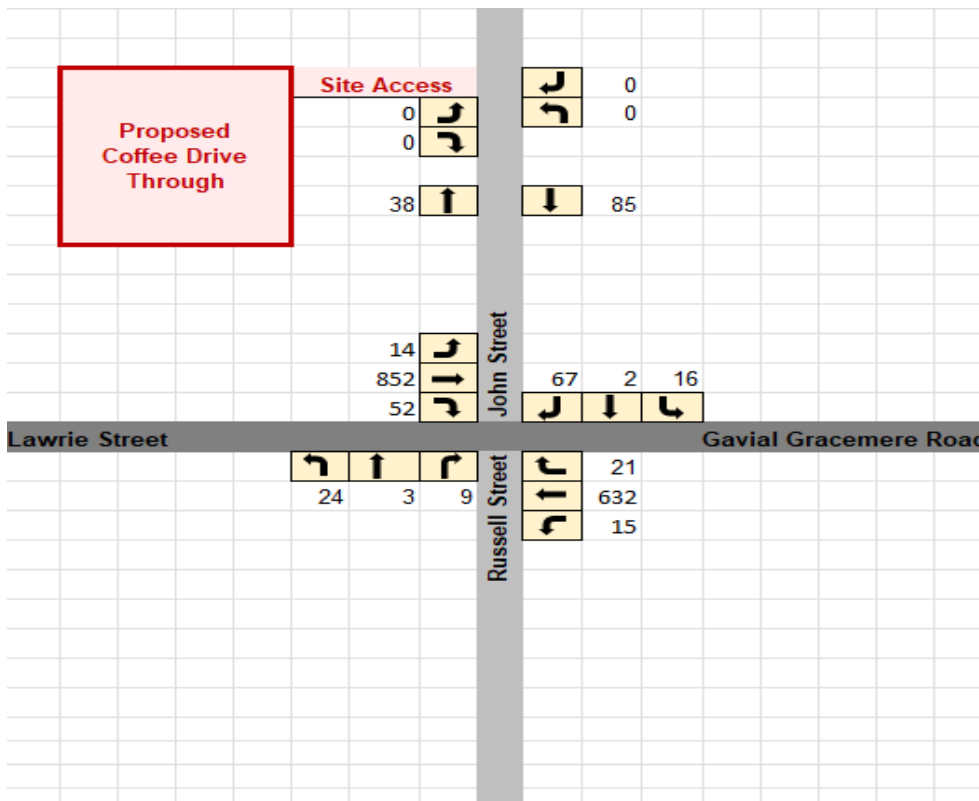 Site Access
0
0
Proposed
Coffee Drive
Through
0
0
38
85
John Street
14
852
52
67 2 16
Lawrie Street
Gavial Gracemere Road
24 3 9
Russell Street
21
632
15